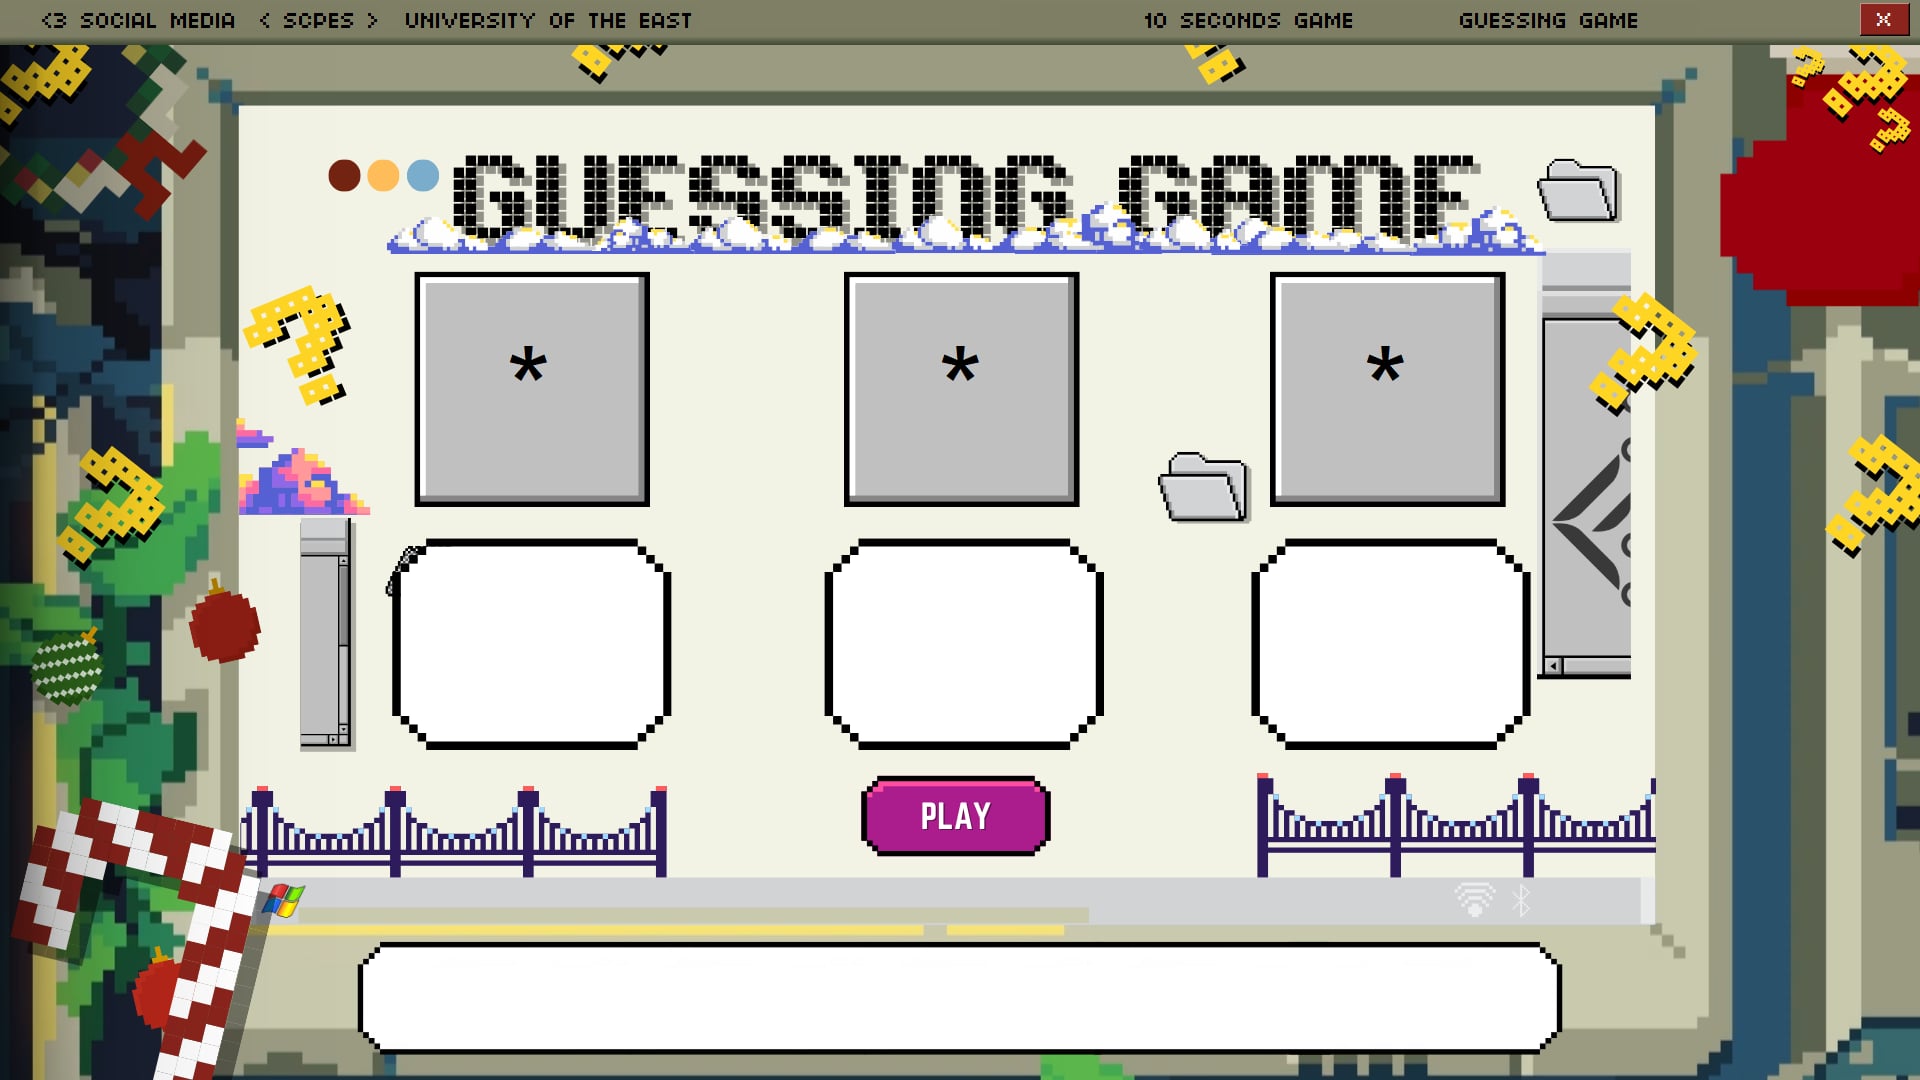 <3 SOCIAL MEDIA < SCPES > UNIVERSITY OF THE EAST 10 SECONDS GAME GUESSING GAME X
GUESSING GAME
* * *
PLAY